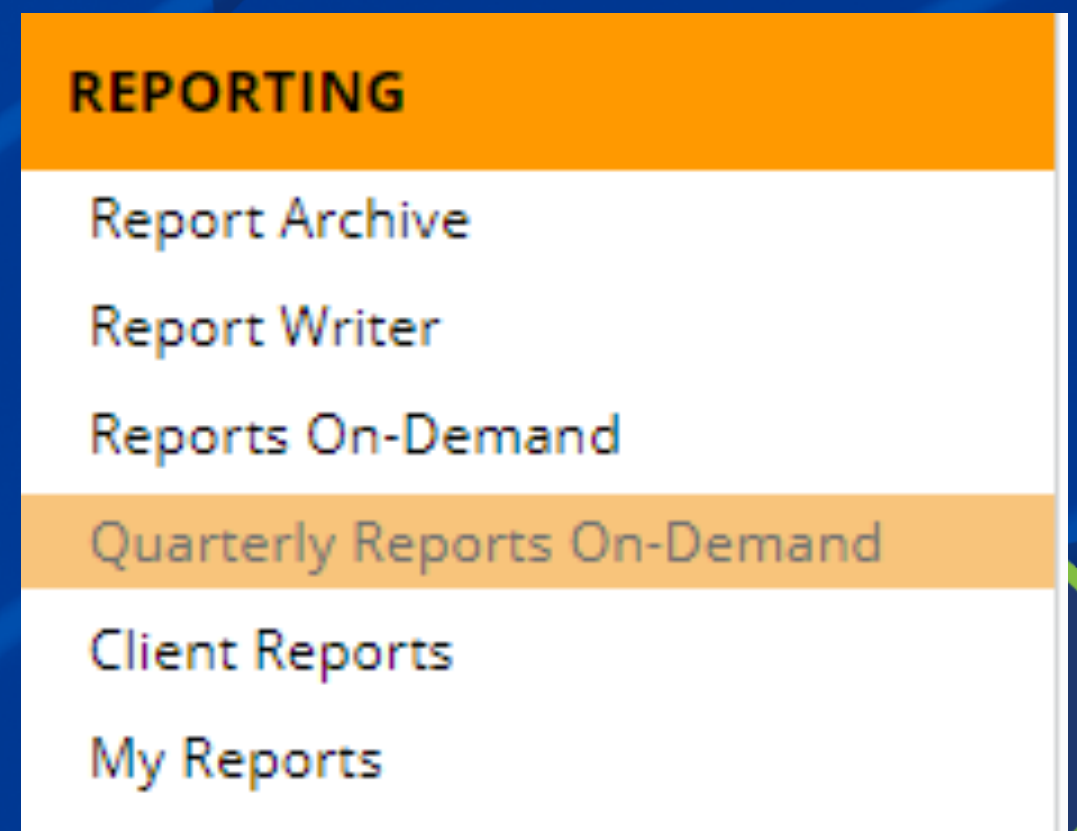 REPORTING
Report Archive
Report Writer
Reports On-Demand
Quarterly Reports On-Demand
Client Reports
My Reports